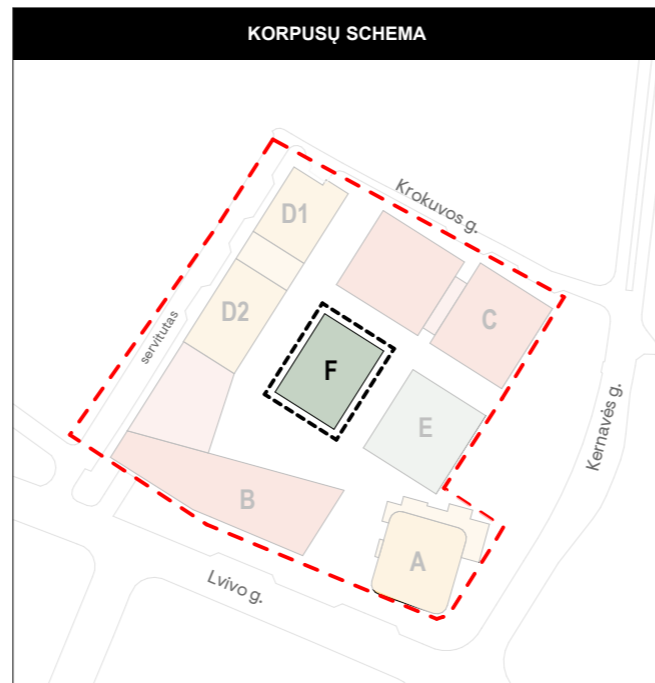 KORPUSŲ SCHEMA
Krokuvos g.
D1
C
D2
servitutas
F
Kernavės g.
E
B
A
Lvivo g.